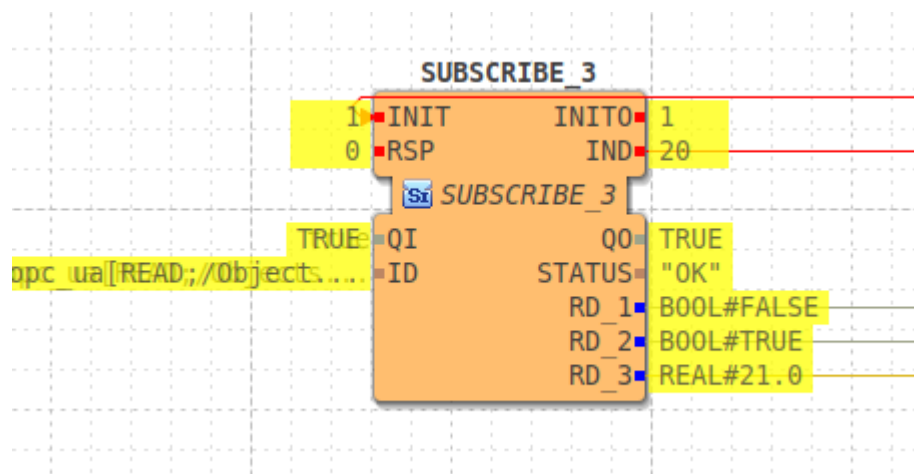 SUBSCRIBE_3
1 INIT INITO 1
0 RSP IND 20
SI SUBSCRIBE_3
TRUE QI QO TRUE
opc_ua[READ;/Object... ID STATUS "OK"
RD_1 BOOL#FALSE
RD_2 BOOL#TRUE
RD_3 REAL#21.0